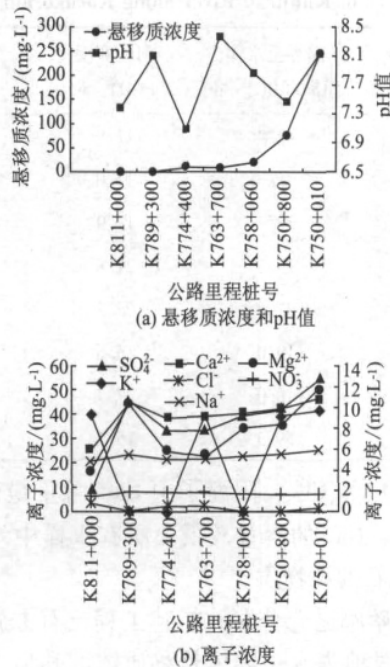 悬移质浓度
pH
悬移质浓度/(mg·L-1)
300
250
200
150
100
50
0
8.5
8.1
7.7
7.3
6.9
6.5
pH值
K811+000
K789+300
K774+400
K763+700
K758+060
K750+800
K750+010
公路里程桩号
(a) 悬移质浓度和pH值
SO₄²⁻ Ca²⁺ Mg²⁺
K⁺ Cl⁻ NO₃⁻
Na⁺
离子浓度/(mg·L-1)
60
50
40
30
20
10
0
14
12
10
8
6
4
2
0
离子浓度/(mg·L-1)
K811+000
K789+300
K774+400
K763+700
K758+060
K750+800
K750+010
公路里程桩号
(b) 离子浓度